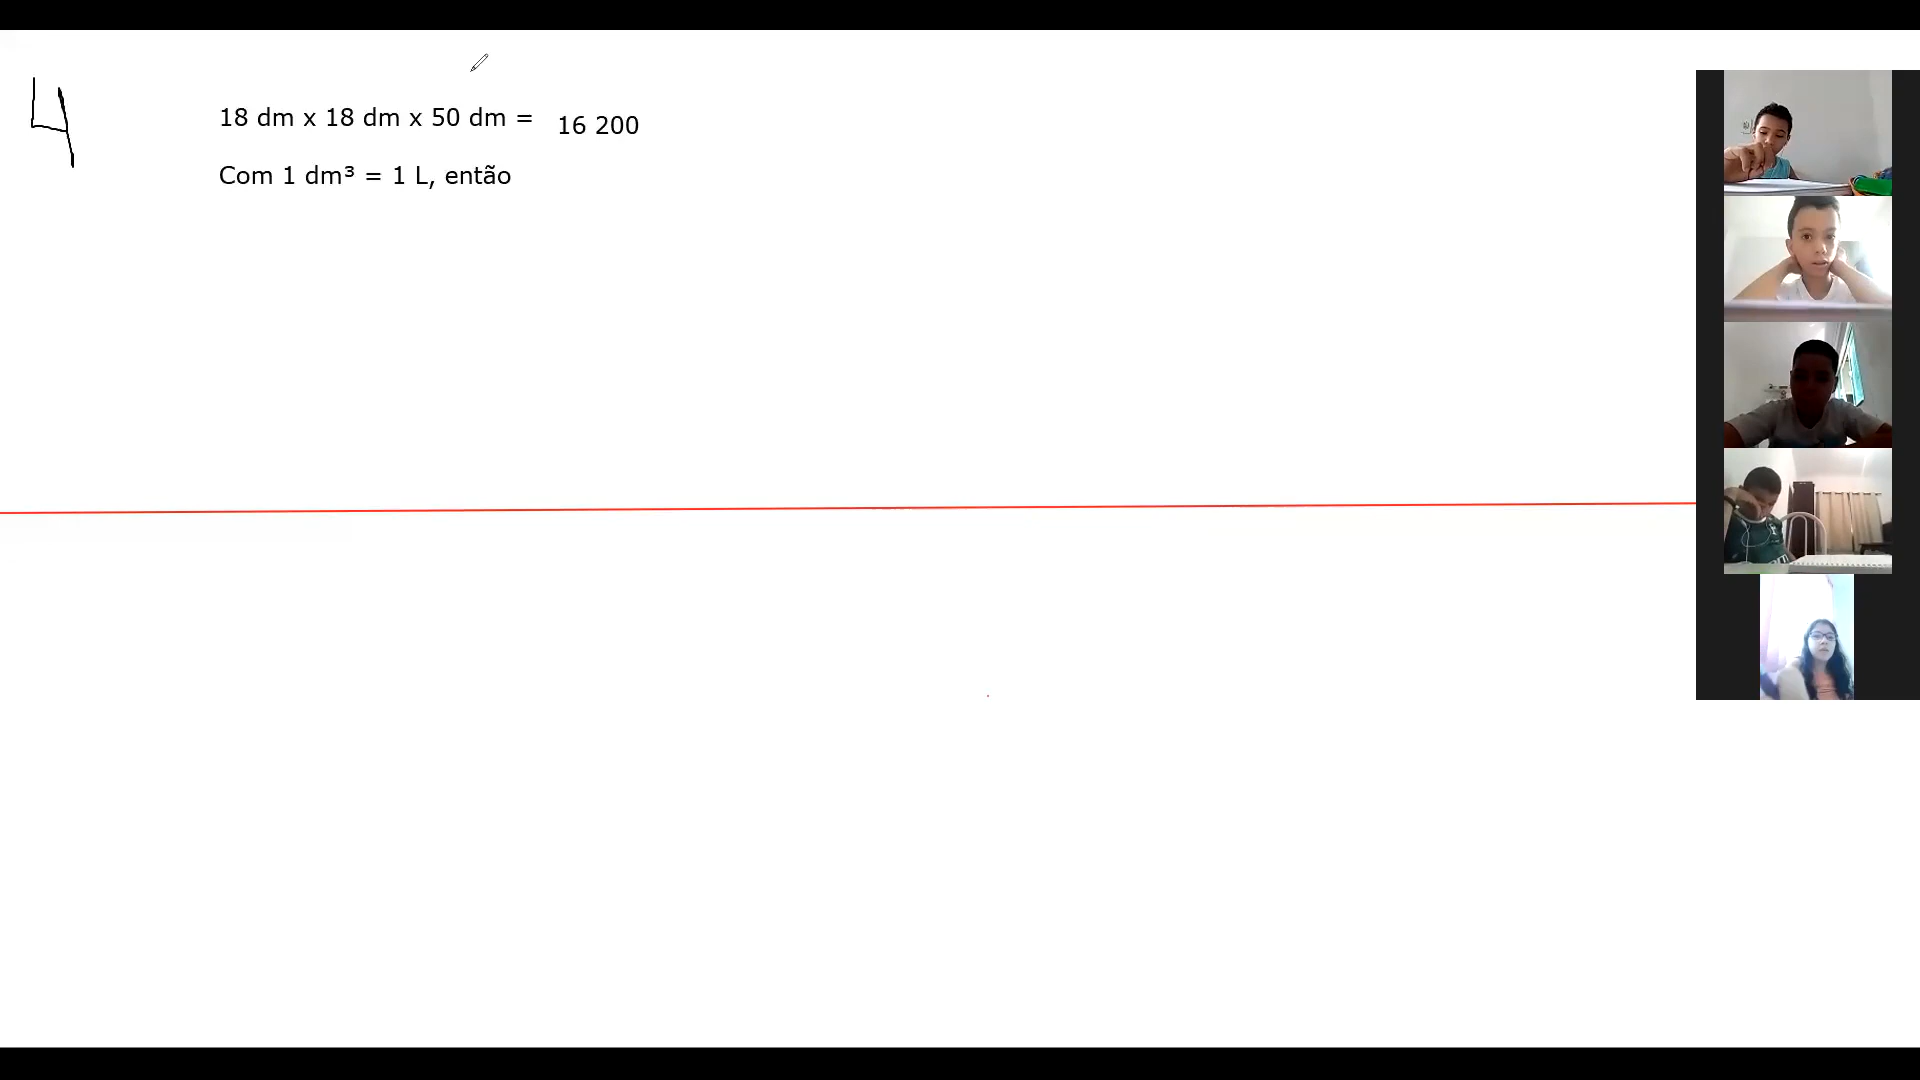 4
18 dm x 18 dm x 50 dm = 16 200
Com 1 dm³ = 1 L, então